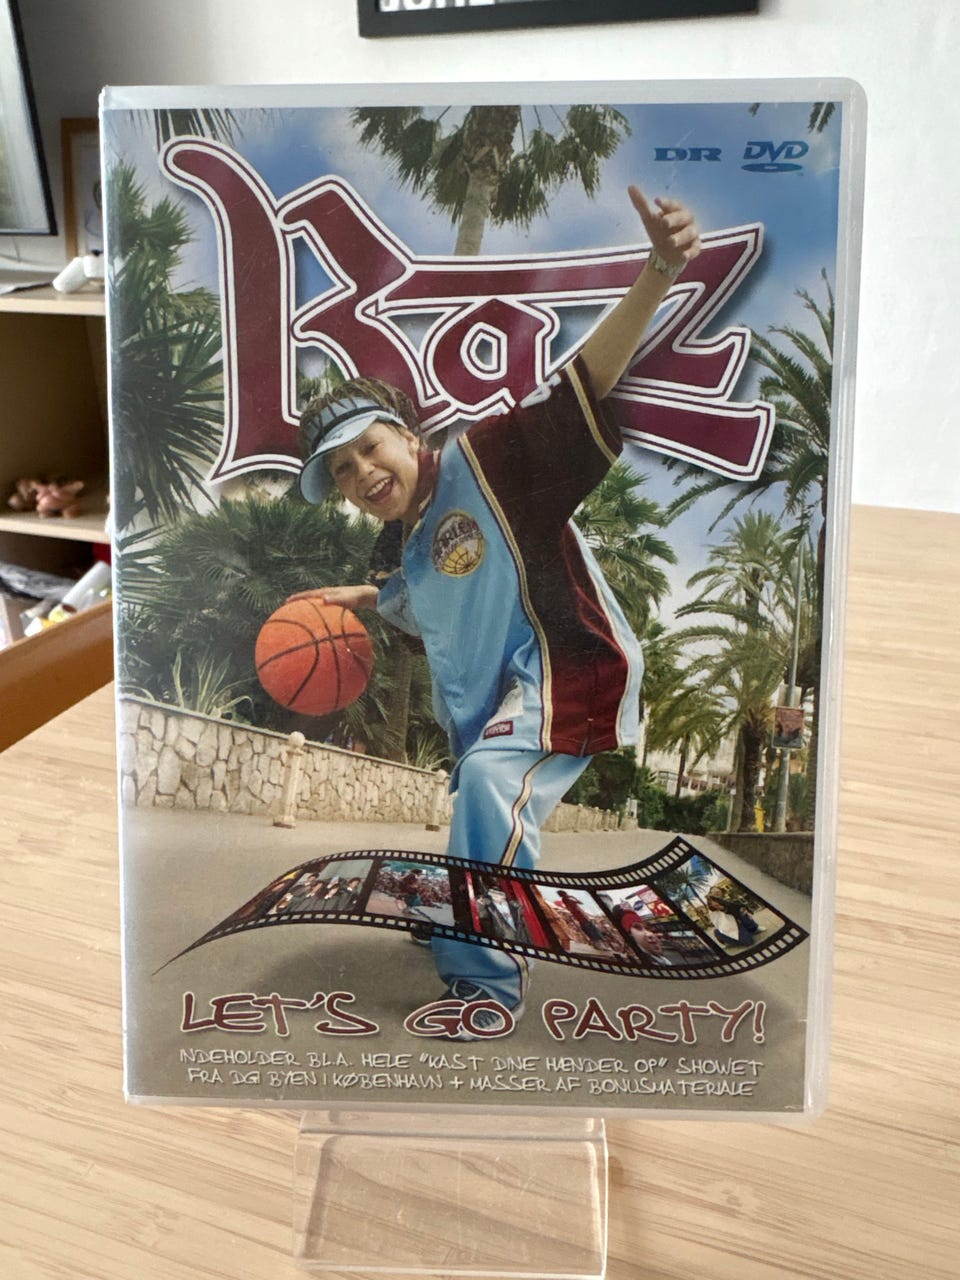 DR DVD
Razz
LET'S GO PARTY!
INDEHOLDER BL.A. HELE "KAST DINE HÆNDER OP" SHOWET
FRA DGI BYEN I KØBENHAVN + MASSER AF BONUSMATERIALE